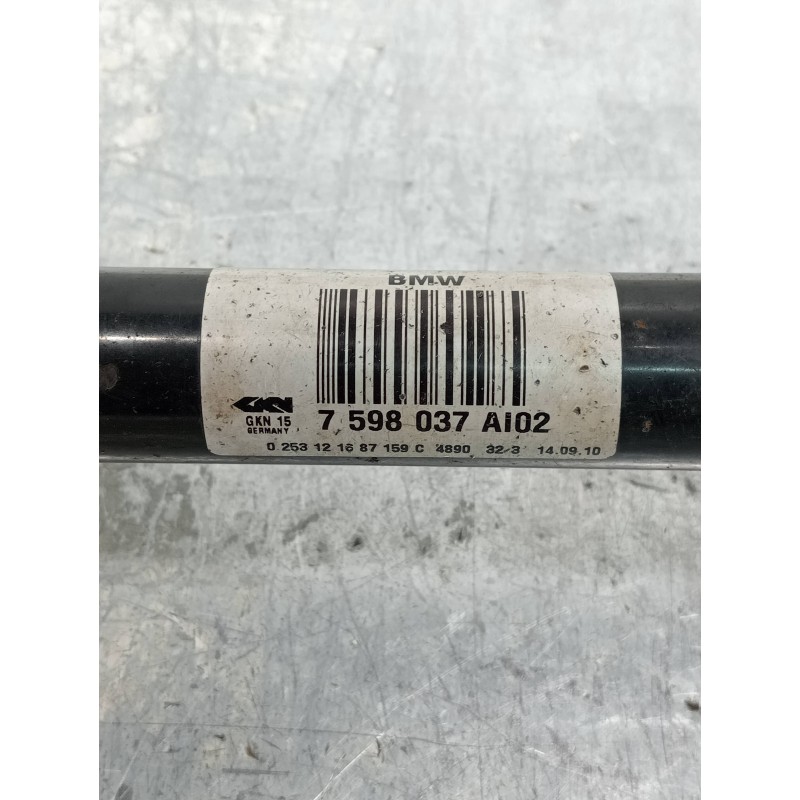 BMW
GKN
GKN 15
GERMANY
7 598 037 AI02
0 253 12 16 87 159 C 4890 32/3 14.09.10